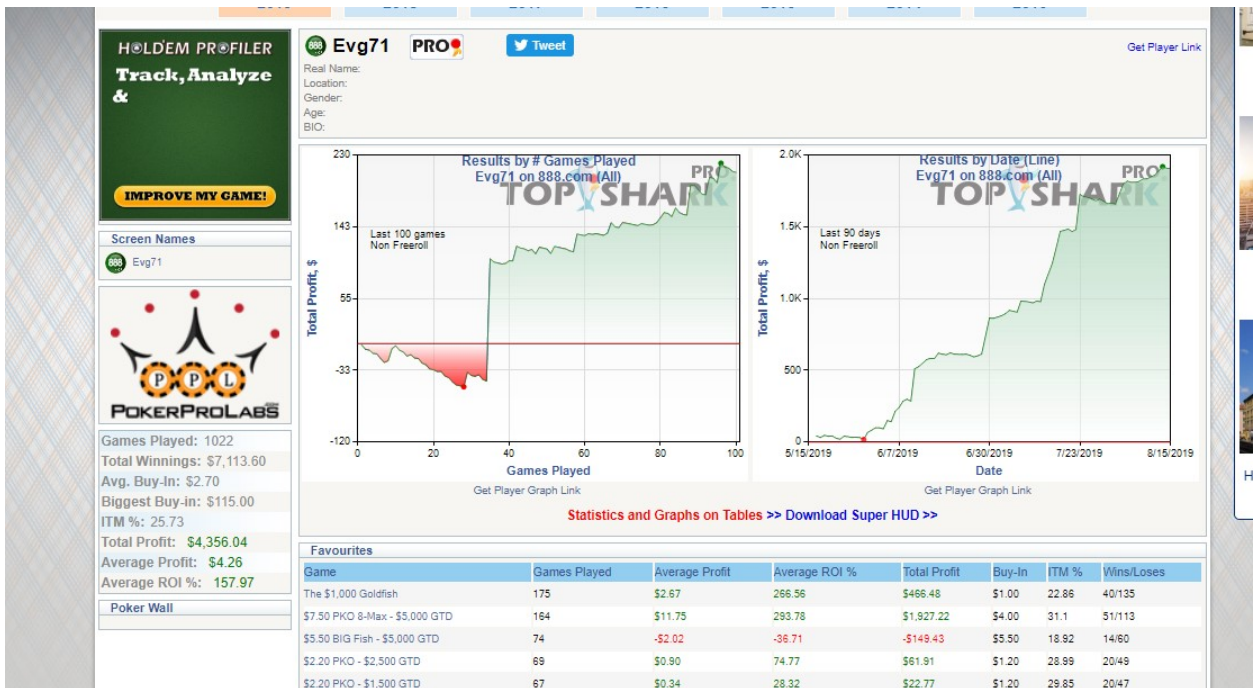 HOLD'EM PROFILER
Track, Analyze
&
IMPROVE MY GAME!
Screen Names
888 Evg71
PPL
POKERPROLABS
Games Played: 1022
Total Winnings: $7,113.60
Avg. Buy-In: $2.70
Biggest Buy-in: $115.00
ITM %: 25.73
Total Profit: $4,356.04
Average Profit: $4.26
Average ROI %: 157.97
Poker Wall
888 Evg71 PRO Tweet Get Player Link
Real Name:
Location:
Gender:
Age:
BIO:
Results by # Games Played
Evg71 on 888.com (All)
TOP SHARK PRO
Last 100 games
Non Freeroll
Total Profit, $
230
143
55
-33
-120
0 20 40 60 80 100
Games Played
Get Player Graph Link
Results by Date (Line)
Evg71 on 888.com (All)
TOP SHARK PRO
Last 90 days
Non Freeroll
Total Profit, $
2.0K
1.5K
1.0K
500
0
5/15/2019 6/7/2019 6/30/2019 7/23/2019 8/15/2019
Date
Get Player Graph Link
Statistics and Graphs on Tables >> Download Super HUD >>
Favourites
Game Games Played Average Profit Average ROI % Total Profit Buy-In ITM % Wins/Loses
The $1,000 Goldfish 175 $2.67 266.56 $466.48 $1.00 22.86 40/135
$7.50 PKO 8-Max - $5,000 GTD 164 $11.75 293.78 $1,927.22 $4.00 31.1 51/113
$5.50 BIG Fish - $5,000 GTD 74 -$2.02 -36.71 -$149.43 $5.50 18.92 14/60
$2.20 PKO - $2,500 GTD 69 $0.90 74.77 $61.91 $1.20 28.99 20/49
$2.20 PKO - $1,500 GTD 67 $0.34 28.32 $22.77 $1.20 29.85 20/47